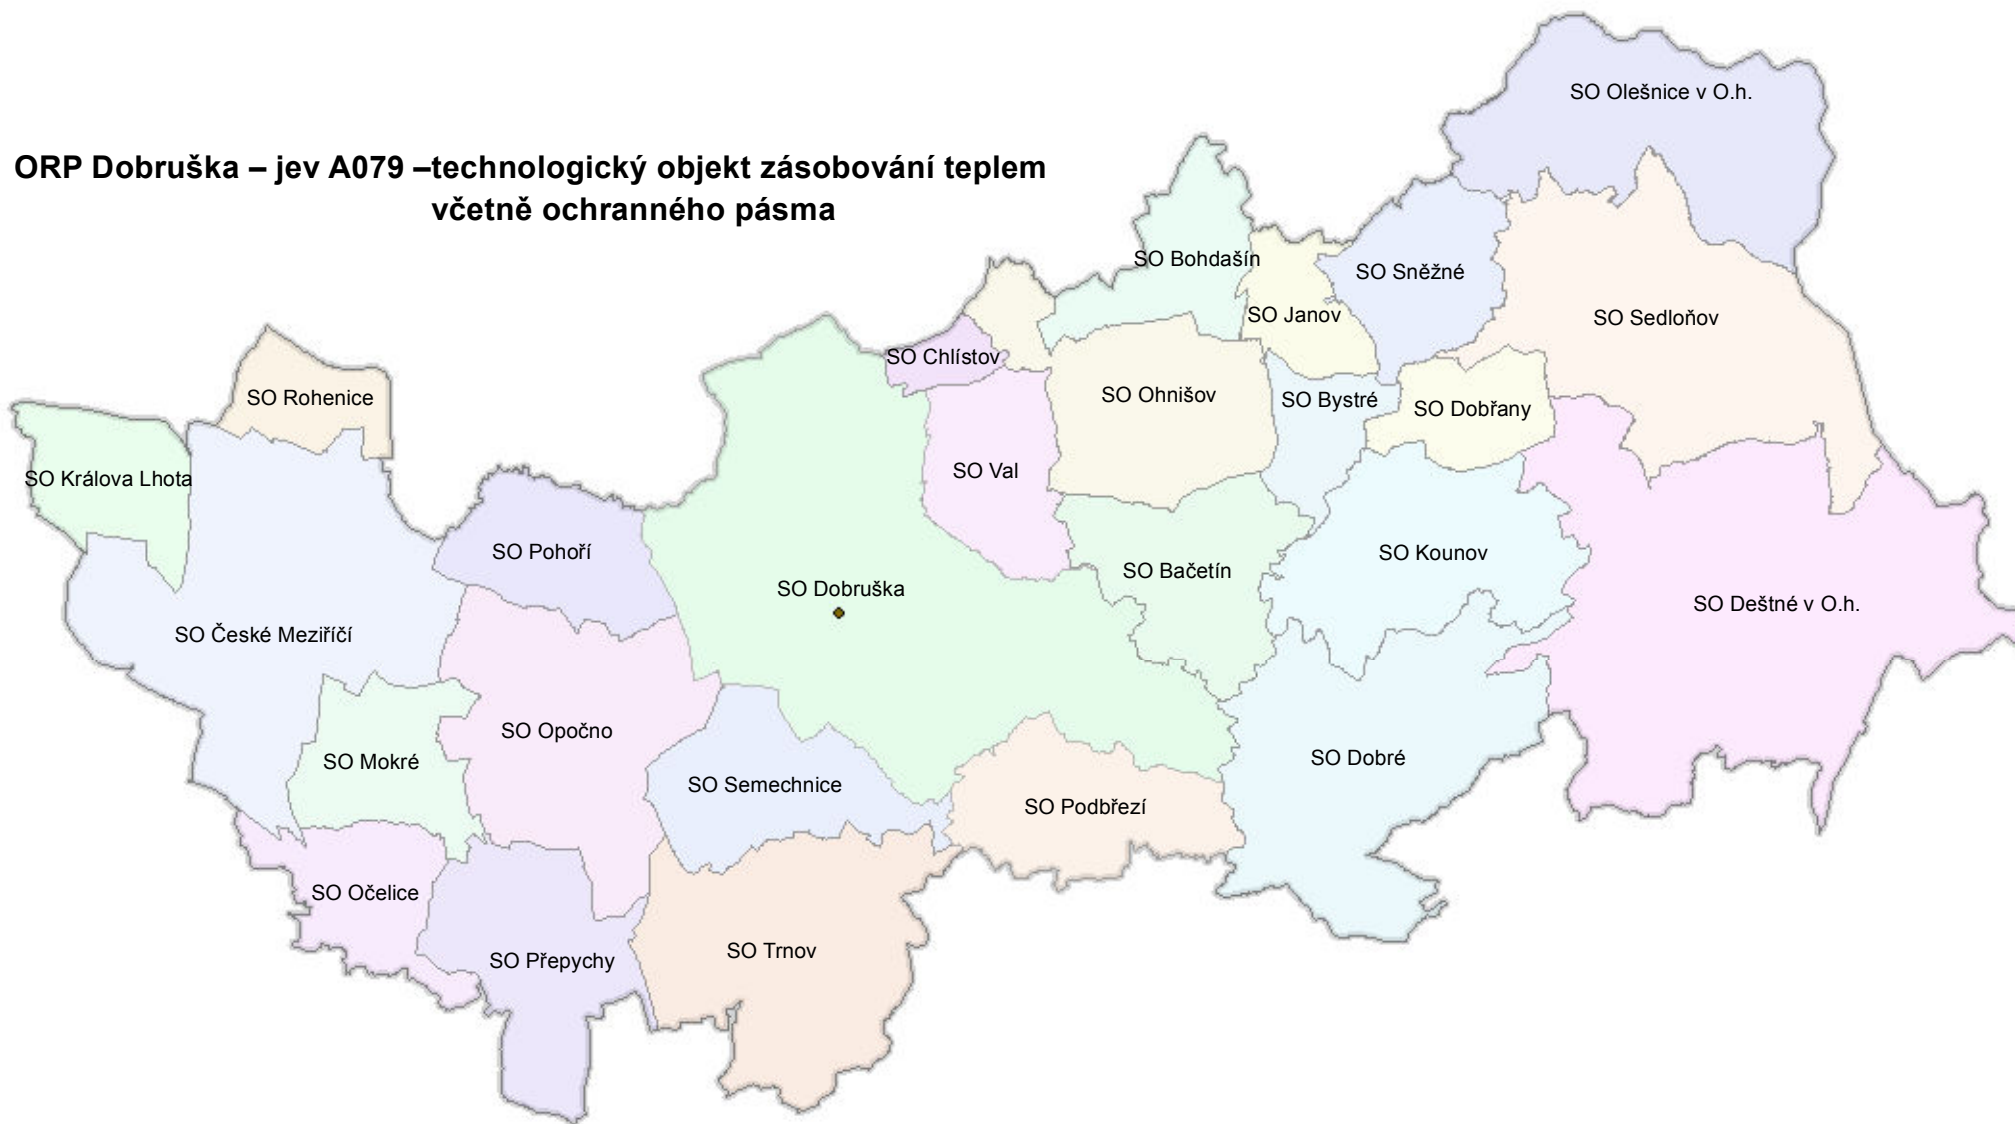 ORP Dobruška – jev A079 –technologický objekt zásobování teplem
včetně ochranného pásma
SO Olešnice v O.h.
SO Bohdašín
SO Sněžné
SO Janov
SO Sedloňov
SO Chlístov
SO Rohenice
SO Ohnišov
SO Bystré
SO Dobřany
SO Val
SO Králova Lhota
SO Pohoří
SO Kounov
SO Bačetín
SO Dobruška
SO Deštné v O.h.
SO České Meziříčí
SO Opočno
SO Mokré
SO Dobré
SO Semechnice
SO Podbřezí
SO Očelice
SO Trnov
SO Přepychy